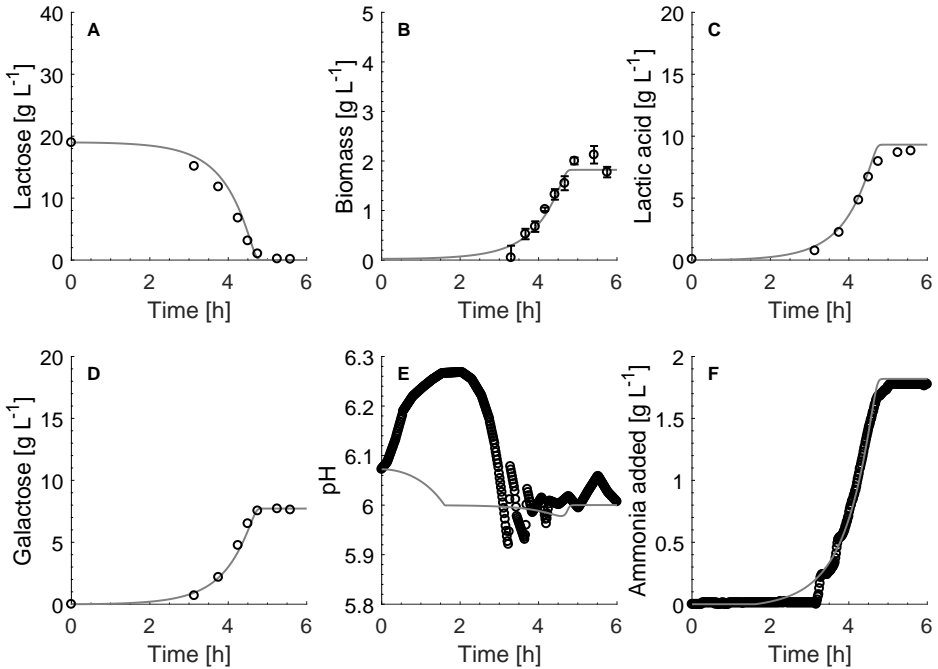 A
Lactose [g L-1]
40
30
20
10
0
0 2 4 6
Time [h]
B
Biomass [g L-1]
5
4
3
2
1
0
0 2 4 6
Time [h]
C
Lactic acid [g L-1]
20
15
10
5
0
0 2 4 6
Time [h]
D
Galactose [g L-1]
20
15
10
5
0
0 2 4 6
Time [h]
E
pH
6.3
6.2
6.1
6
5.9
5.8
0 2 4 6
Time [h]
F
Ammonia added [g L-1]
2
1.5
1
0.5
0
0 2 4 6
Time [h]